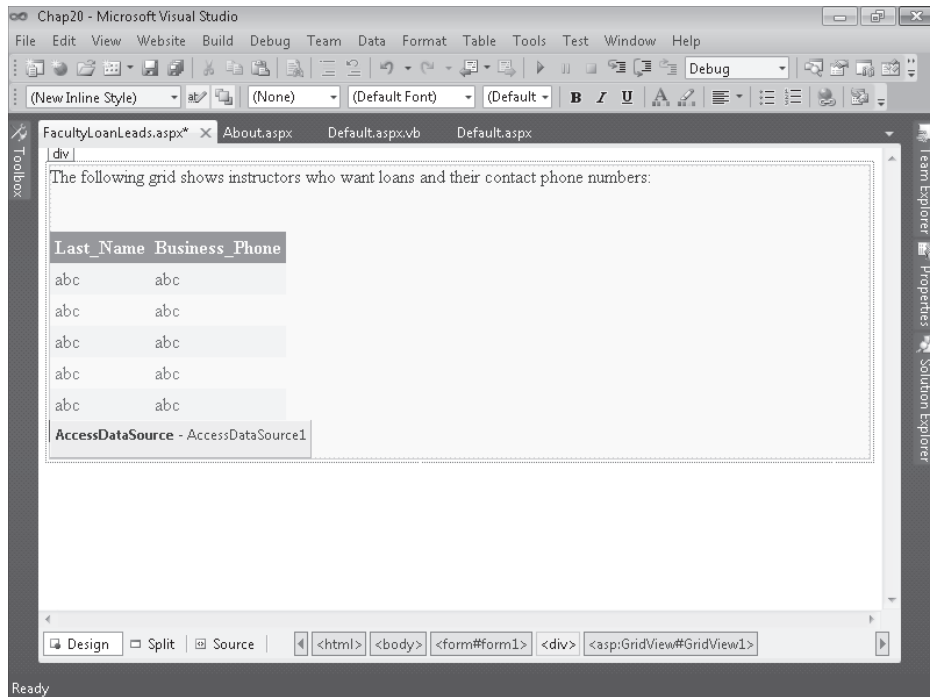 Chap20 - Microsoft Visual Studio
File Edit View Website Build Debug Team Data Format Table Tools Test Window Help
Debug
(New Inline Style) (None) (Default Font) (Default B I U A
FacultyLoanLeads.aspx* About.aspx Default.aspx.vb Default.aspx
Toolbox
div
The following grid shows instructors who want loans and their contact phone numbers:
Last_Name Business_Phone
abc abc
abc abc
abc abc
abc abc
abc abc
AccessDataSource - AccessDataSource1
Team Explorer
Properties
Solution Explorer
Design Split Source <html> <body> <form#form1> <div> <asp:GridView#GridView1>
Ready